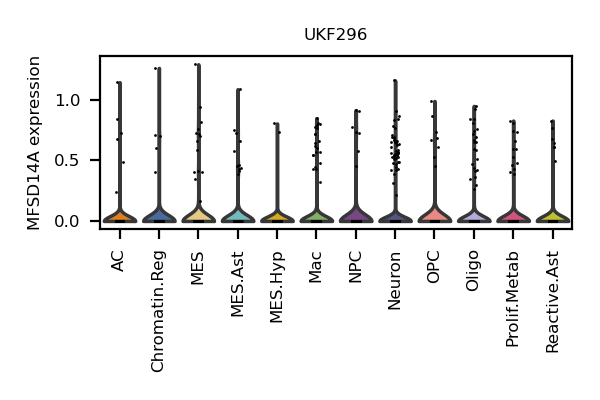 UKF296
MFSD14A expression
1.0
0.5
0.0
AC
Chromatin.Reg
MES
MES.Ast
MES.Hyp
Mac
NPC
Neuron
OPC
Oligo
Prolif.Metab
Reactive.Ast